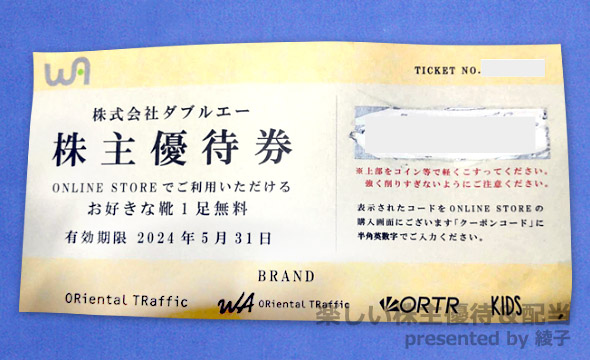 WA
TICKET NO.
株式会社ダブルエー
株主優待券
ONLINE STOREでご利用いただける
お好きな靴1足無料
有効期限 2024年5月31日
※上部をコイン等で軽くこすってください。
強く削りすぎないようにご注意ください。
表示されたコードをONLINE STOREの
購入画面にございます「クーポンコード」に
半角英数字でご入力ください。
BRAND
ORiental TRaffic
WA ORiental TRaffic
ORTR
KIDS
楽しい株主優待&配当
presented by 綾子